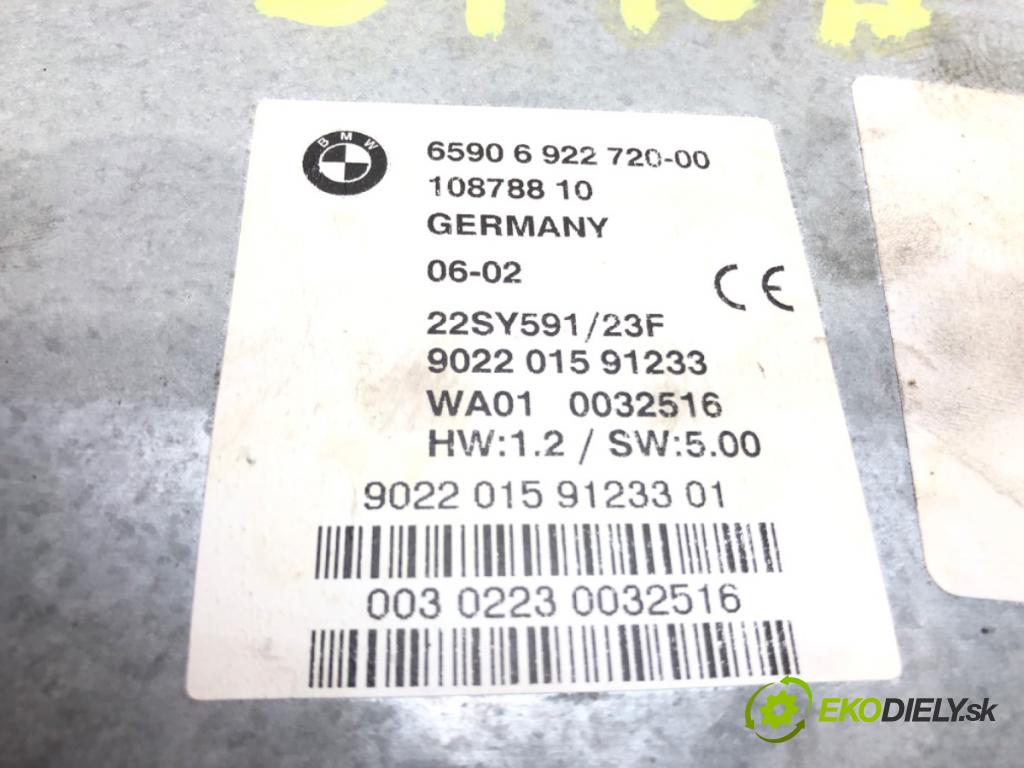 BMW
6590 6 922 720-00
108788 10
GERMANY
06-02
CE
22SY591/23F
9022 015 91233
WA01 0032516
HW:1.2 / SW:5.00
9022 015 91233 01
003 0223 0032516
EKODIELY.sk